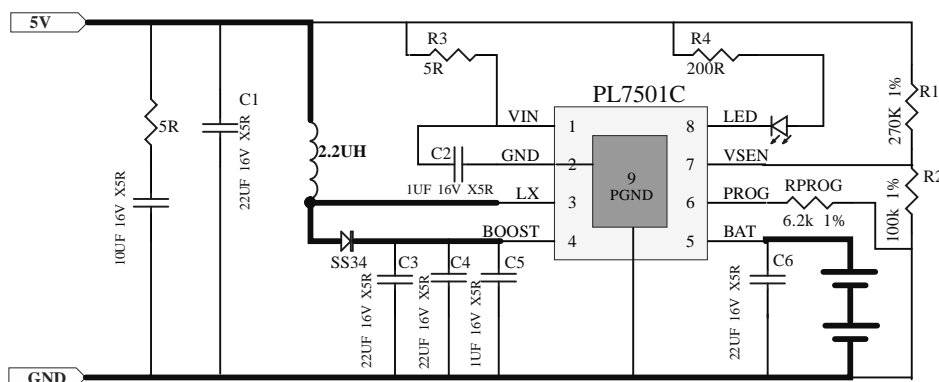 5V
R3
5R
R4
200R
PL7501C
R1
270K 1%
C1
22UF 16V X5R
5R
10UF 16V X5R
2.2UH
VIN
1
8
LED
C2
1UF 16V X5R
GND
2
7
VSEN
9
PGND
R2
100k 1%
LX
3
6
PROG
RPROG
6.2k 1%
BOOST
4
5
BAT
SS34
C3
22UF 16V X5R
C4
22UF 16V X5R
C5
1UF 16V X5R
C6
22UF 16V X5R
GND